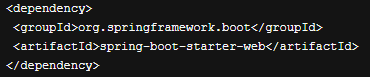 <dependency>
<groupId>org.springframework.boot</groupId>
<artifactId>spring-boot-starter-web</artifactId>
</dependency>